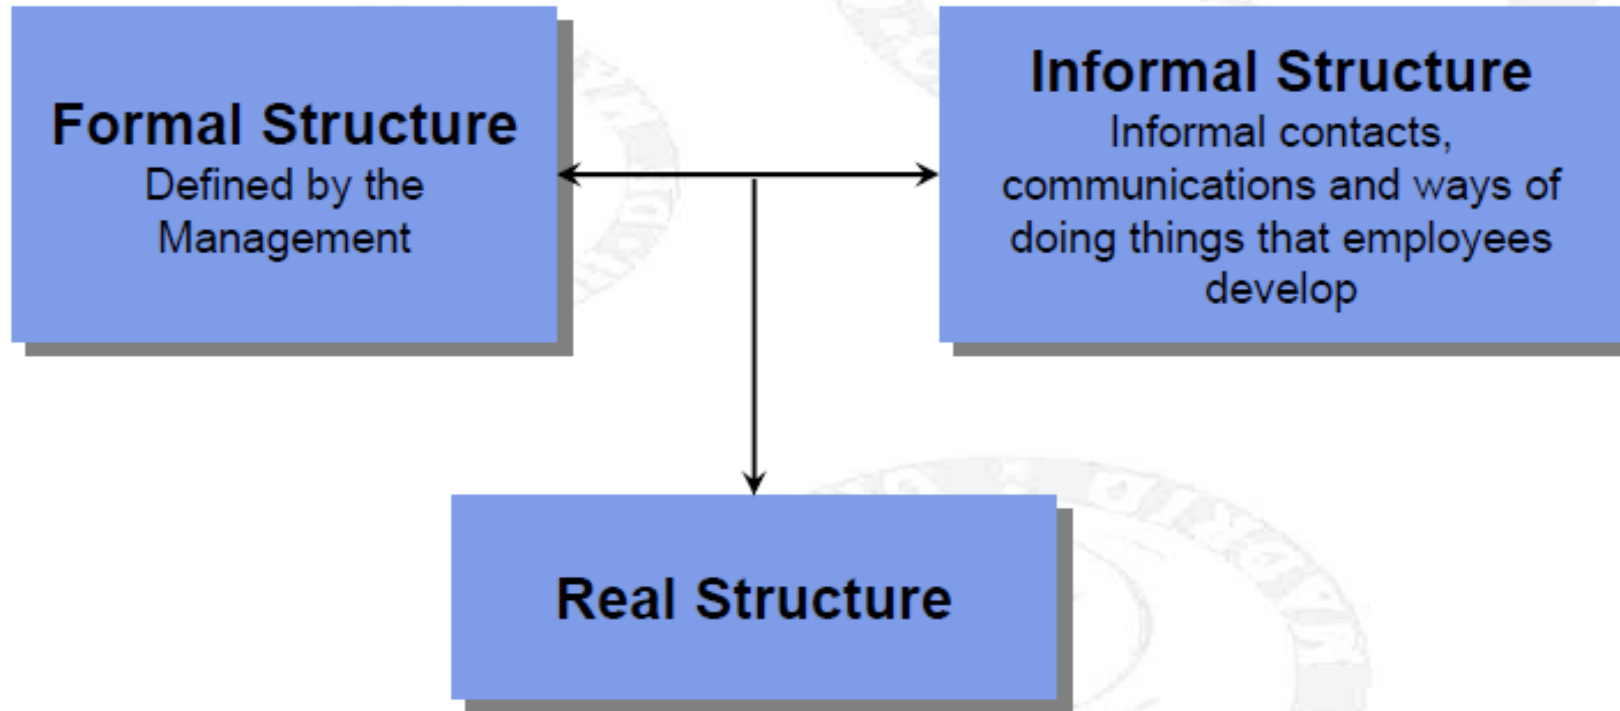 Formal Structure
Defined by the
Management
Informal Structure
Informal contacts,
communications and ways of
doing things that employees
develop
Real Structure